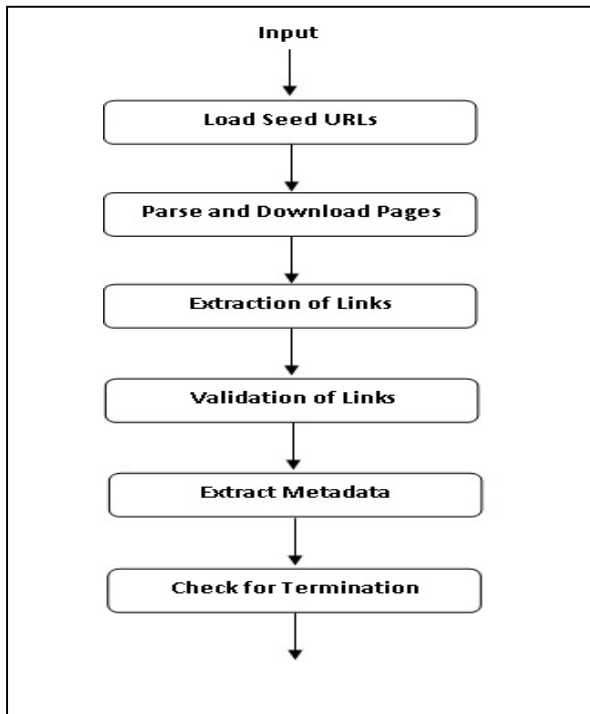 Input
Load Seed URLs
Parse and Download Pages
Extraction of Links
Validation of Links
Extract Metadata
Check for Termination